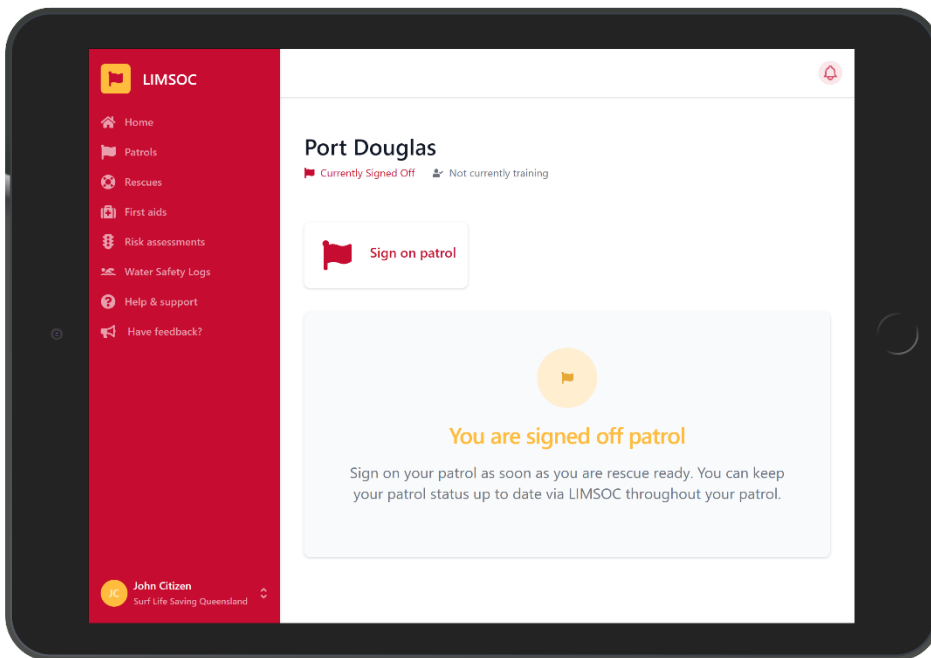 LIMSOC
Home
Patrols
Rescues
First aids
Risk assessments
Water Safety Logs
Help & support
Have feedback?
JC
John Citizen
Surf Life Saving Queensland
Port Douglas
Currently Signed Off
Not currently training
Sign on patrol
You are signed off patrol
Sign on your patrol as soon as you are rescue ready. You can keep
your patrol status up to date via LIMSOC throughout your patrol.